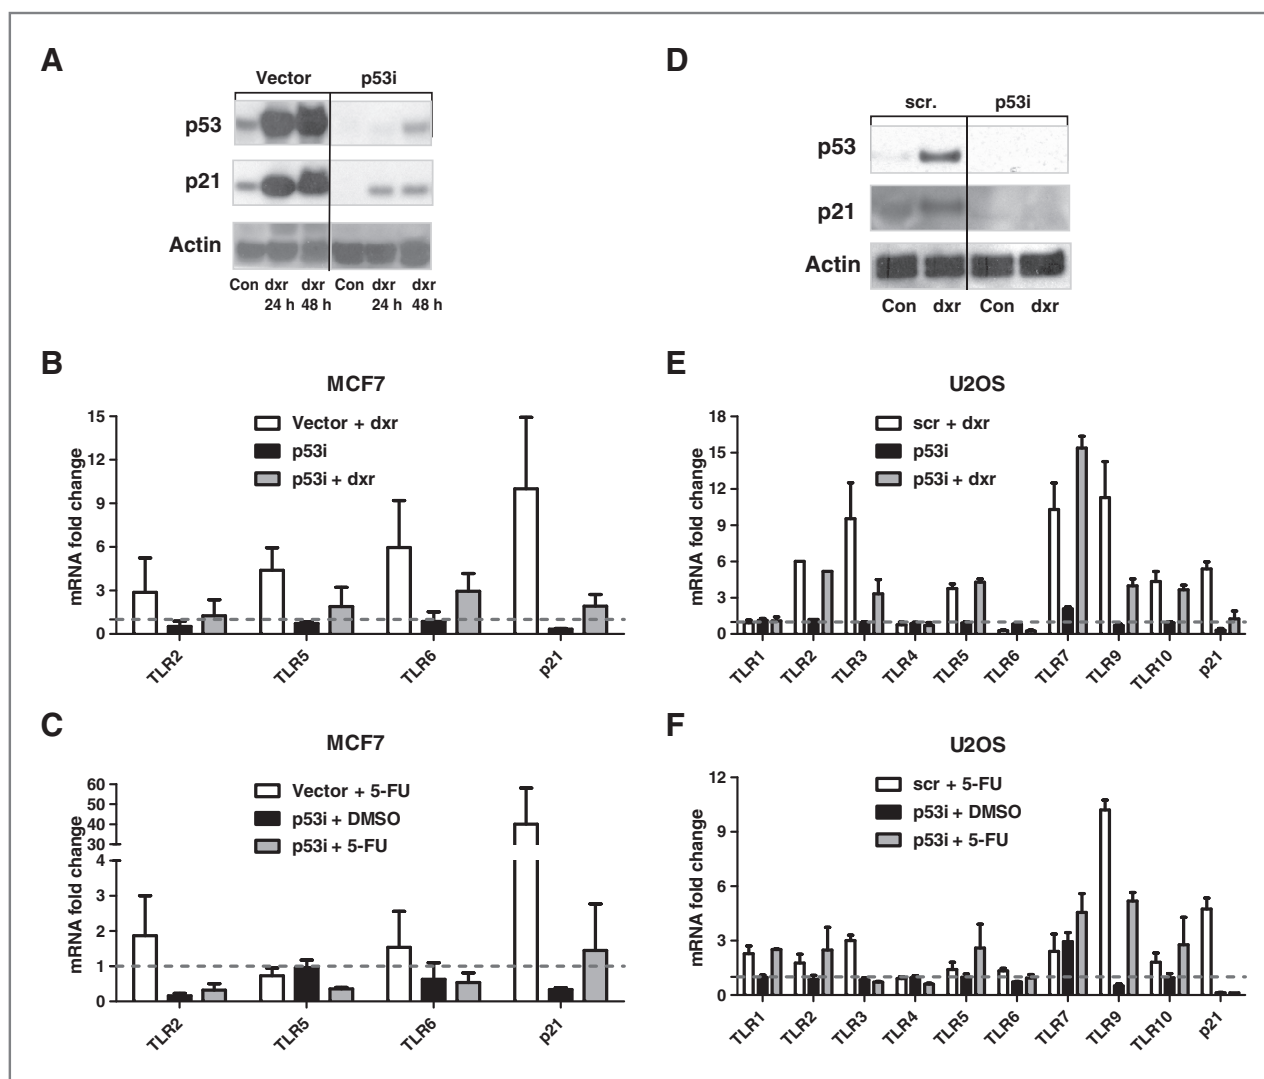 A
Vector p53i
p53
p21
Actin
Con dxr dxr Con dxr dxr
24 h 48 h 24 h 48 h
D
scr. p53i
p53
p21
Actin
Con dxr Con dxr
B
MCF7
Vector + dxr
p53i
p53i + dxr
mRNA fold change
15
12
9
6
3
0
TLR2 TLR5 TLR6 p21
E
U2OS
scr + dxr
p53i
p53i + dxr
mRNA fold change
18
15
12
9
6
3
0
TLR1 TLR2 TLR3 TLR4 TLR5 TLR6 TLR7 TLR9 TLR10 p21
C
MCF7
Vector + 5-FU
p53i + DMSO
p53i + 5-FU
mRNA fold change
60
50
40
30
4
3
2
1
0
TLR2 TLR5 TLR6 p21
F
U2OS
scr + 5-FU
p53i + DMSO
p53i + 5-FU
mRNA fold change
12
9
6
3
0
TLR1 TLR2 TLR3 TLR4 TLR5 TLR6 TLR7 TLR9 TLR10 p21